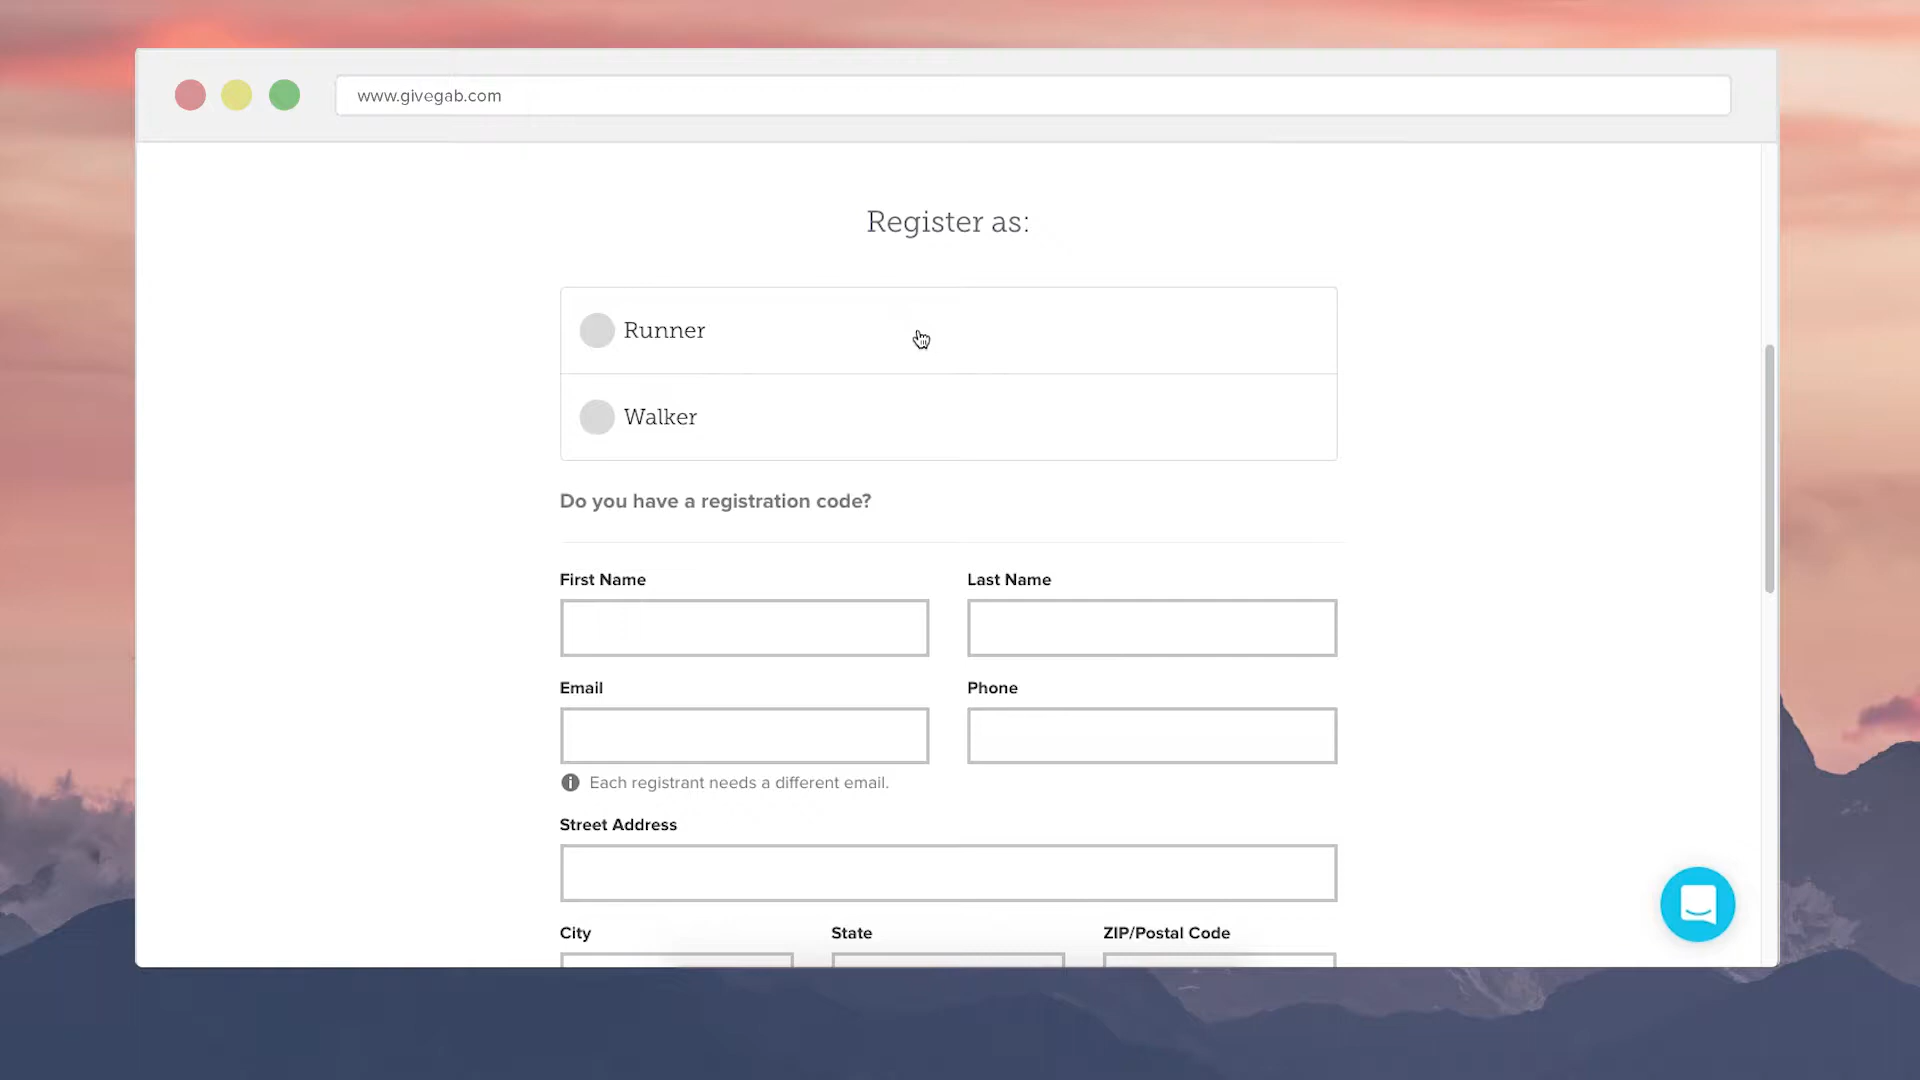 www.givegab.com
Register as:
Runner
Walker
Do you have a registration code?
First Name
Last Name
Email
Phone
Each registrant needs a different email.
Street Address
City
State
ZIP/Postal Code